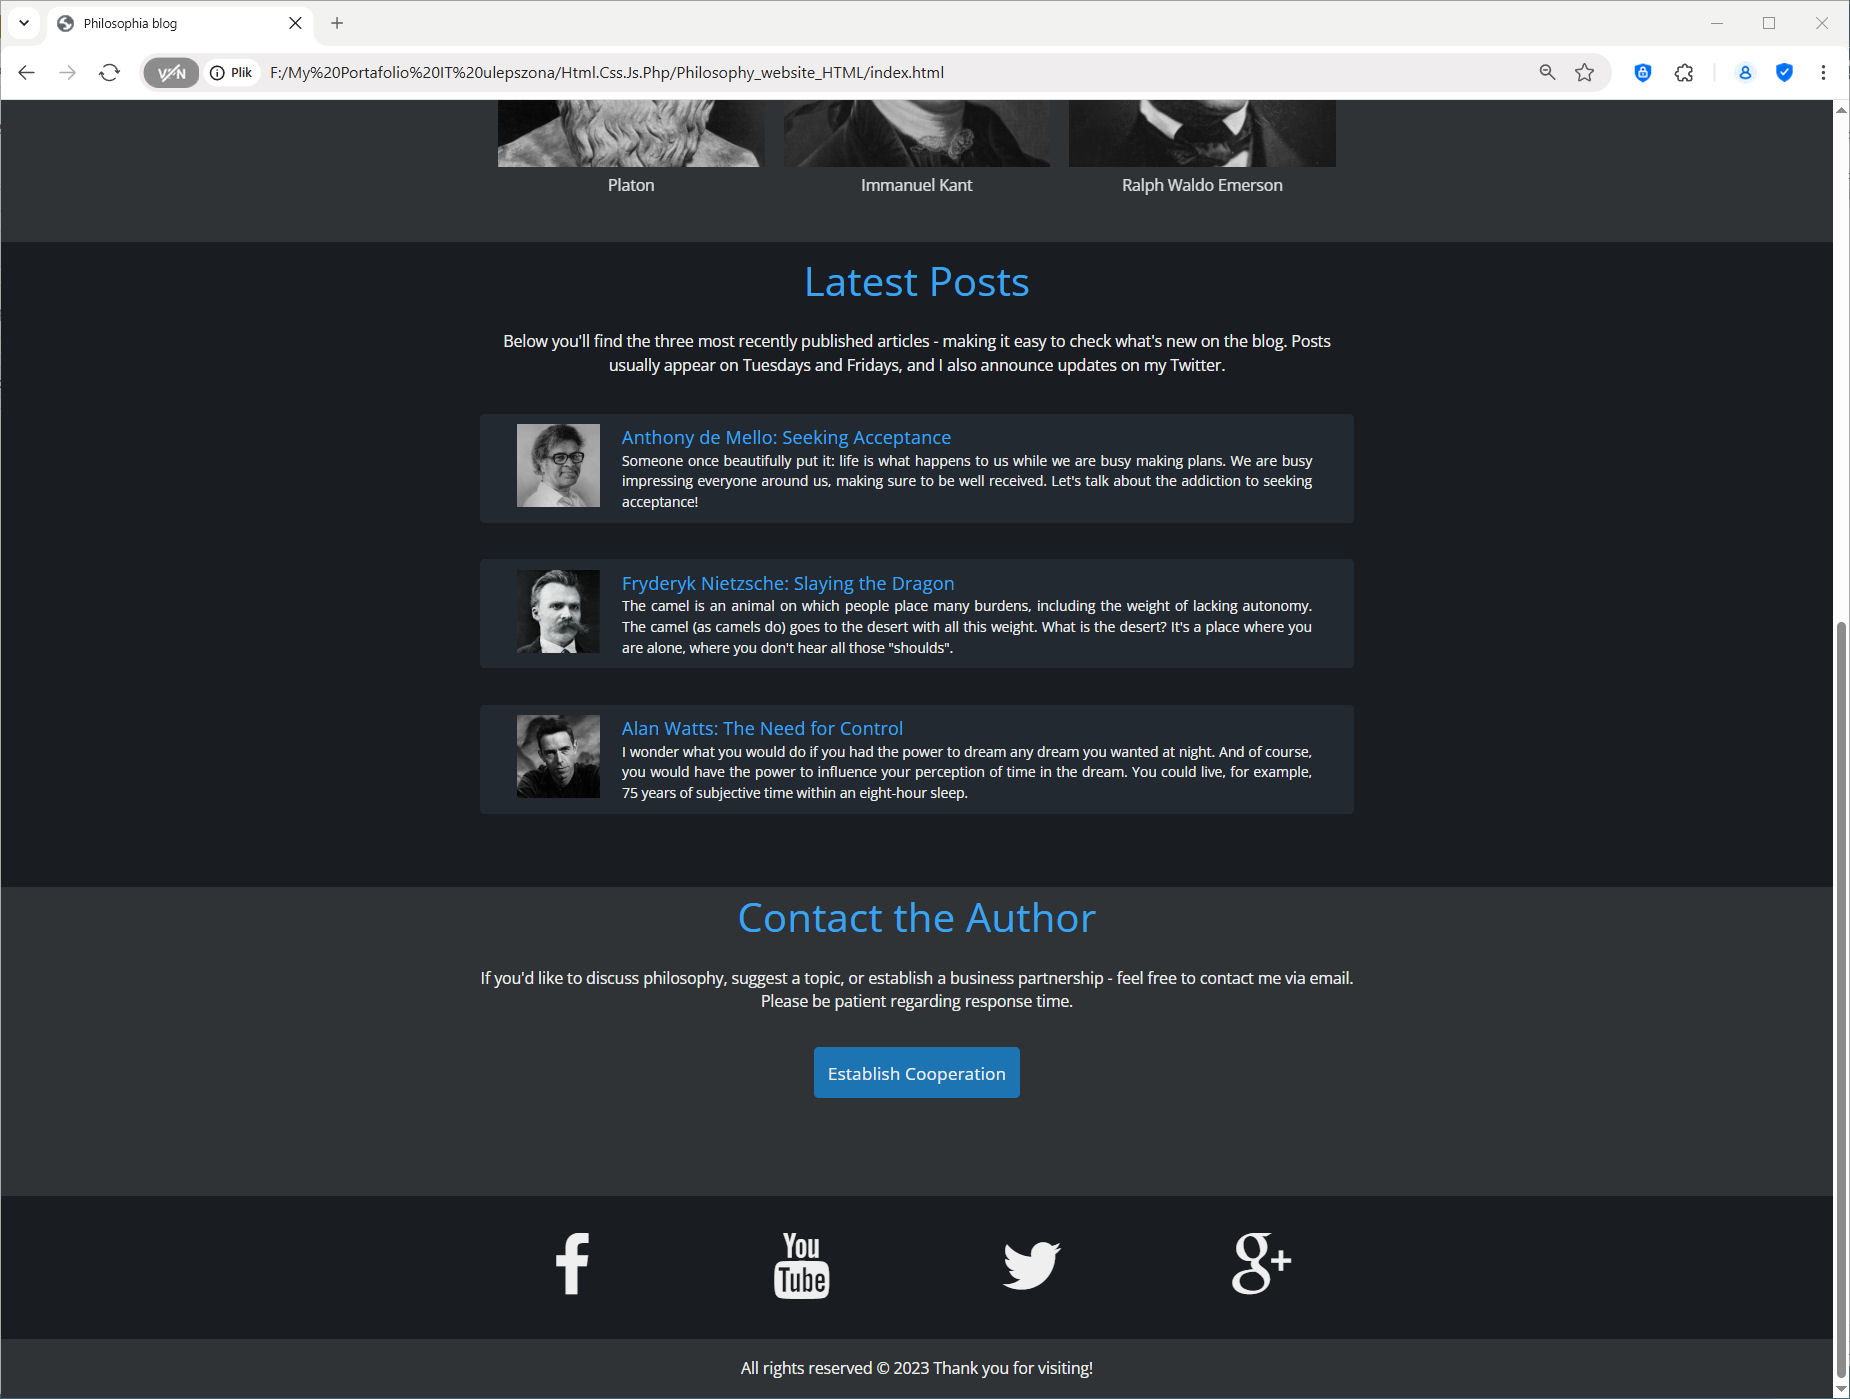 Philosophia blog
VPN
Plik
F:/My%20Portafolio%20IT%20ulepszona/Html.Css.Js.Php/Philosophy_website_HTML/index.html
Platon
Immanuel Kant
Ralph Waldo Emerson
Latest Posts
Below you'll find the three most recently published articles - making it easy to check what's new on the blog. Posts
usually appear on Tuesdays and Fridays, and I also announce updates on my Twitter.
Anthony de Mello: Seeking Acceptance
Someone once beautifully put it: life is what happens to us while we are busy making plans. We are busy
impressing everyone around us, making sure to be well received. Let's talk about the addiction to seeking
acceptance!
Fryderyk Nietzsche: Slaying the Dragon
The camel is an animal on which people place many burdens, including the weight of lacking autonomy.
The camel (as camels do) goes to the desert with all this weight. What is the desert? It's a place where you
are alone, where you don't hear all those "shoulds".
Alan Watts: The Need for Control
I wonder what you would do if you had the power to dream any dream you wanted at night. And of course,
you would have the power to influence your perception of time in the dream. You could live, for example,
75 years of subjective time within an eight-hour sleep.
Contact the Author
If you'd like to discuss philosophy, suggest a topic, or establish a business partnership - feel free to contact me via email.
Please be patient regarding response time.
Establish Cooperation
f
You
Tube
g+
All rights reserved © 2023 Thank you for visiting!